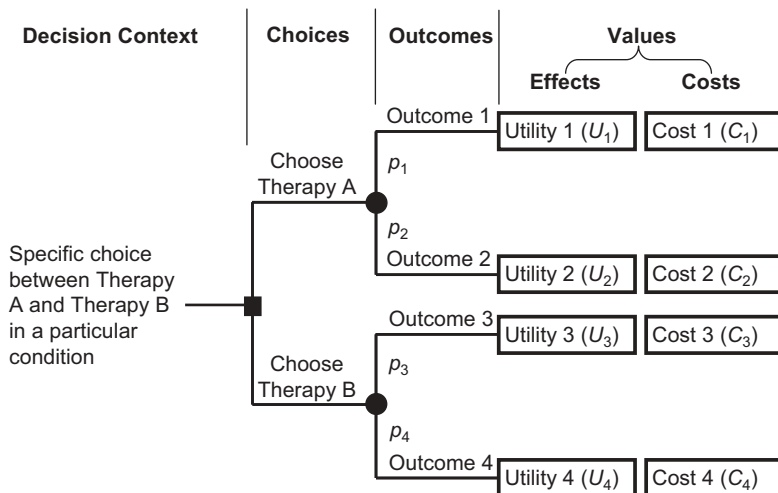 Decision Context
Choices
Outcomes
Values
Effects
Costs
Outcome 1
Utility 1 (U₁)
Cost 1 (C₁)
Choose
Therapy A
p₁
p₂
Outcome 2
Utility 2 (U₂)
Cost 2 (C₂)
Specific choice
between Therapy
A and Therapy B
in a particular
condition
Outcome 3
Utility 3 (U₃)
Cost 3 (C₃)
Choose
Therapy B
p₃
p₄
Outcome 4
Utility 4 (U₄)
Cost 4 (C₄)